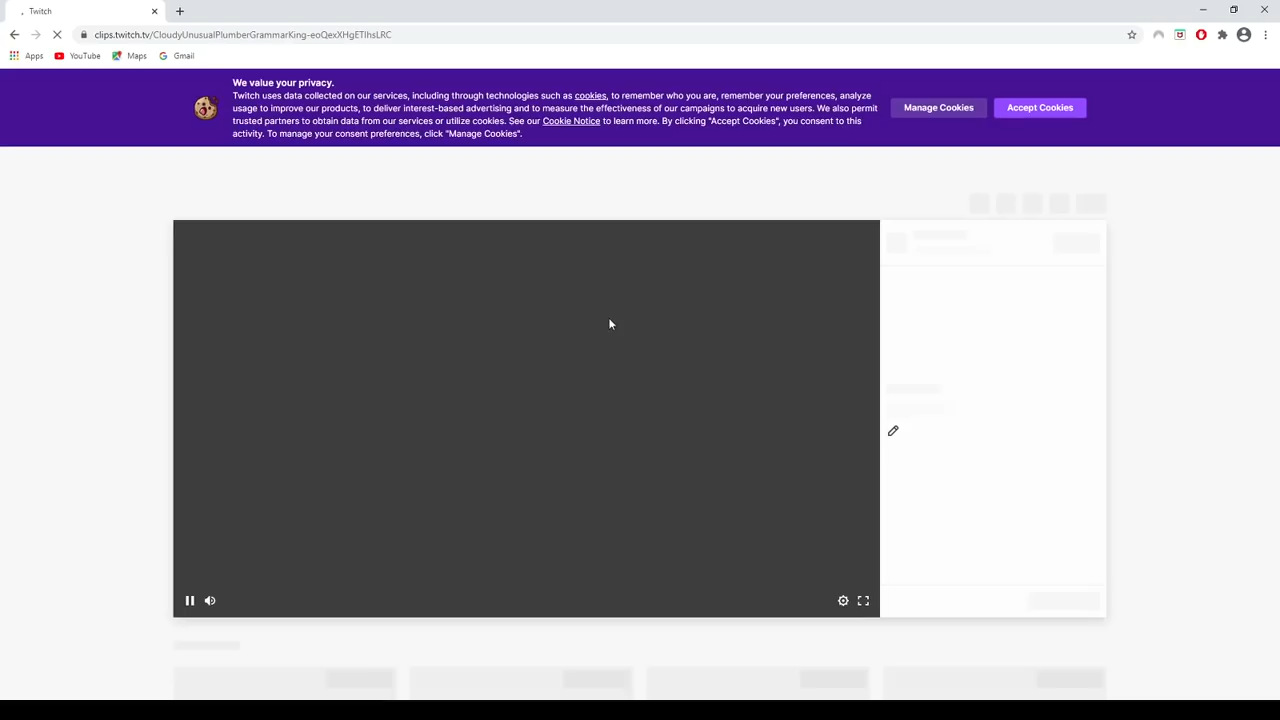 Twitch
clips.twitch.tv/CloudyUnusualPlumberGrammarKing-eoQexXHgETIhsLRC
Apps YouTube Maps Gmail
We value your privacy.
Twitch uses data collected on our services, including through technologies such as cookies, to remember who you are, remember your preferences, analyze
usage to improve our products, to deliver interest-based advertising and to measure the effectiveness of our campaigns to acquire new users. We also permit
trusted partners to obtain data from our services or utilize cookies. See our Cookie Notice to learn more. By clicking "Accept Cookies", you consent to this
activity. To manage your consent preferences, click "Manage Cookies".
Manage Cookies
Accept Cookies